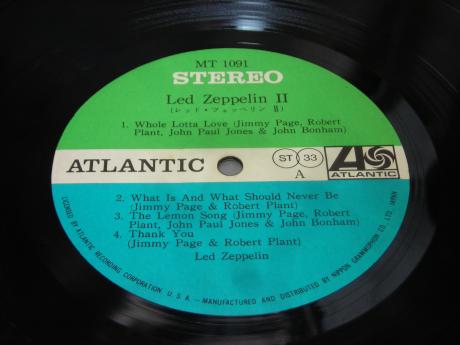 MT 1091
STEREO
Led Zeppelin II
(レッド・ツェッペリン II)
1. Whole Lotta Love (Jimmy Page, Robert
Plant, John Paul Jones & John Bonham)
ATLANTIC
ST 33
A
ATLANTIC
2. What Is And What Should Never Be
(Jimmy Page & Robert Plant)
3. The Lemon Song (Jimmy Page, Robert
Plant, John Paul Jones & John Bonham)
4. Thank You
(Jimmy Page & Robert Plant)
Led Zeppelin
LICENSED BY ATLANTIC RECORDING CORPORATION, U. S. A. — MANUFACTURED AND DISTRIBUTED BY NIPPON GRAMMOPHON CO. LTD., JAPAN